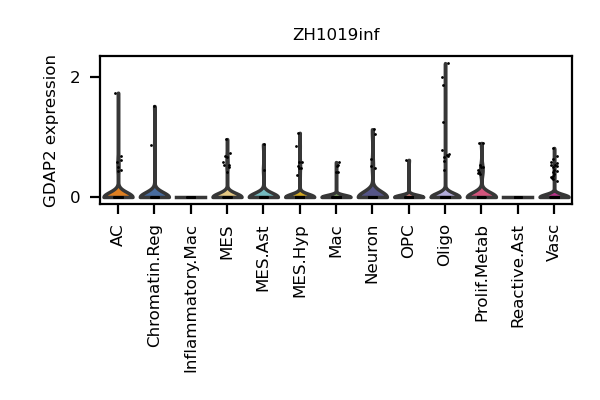 ZH1019inf
GDAP2 expression
2
0
AC
Chromatin.Reg
Inflammatory.Mac
MES
MES.Ast
MES.Hyp
Mac
Neuron
OPC
Oligo
Prolif.Metab
Reactive.Ast
Vasc